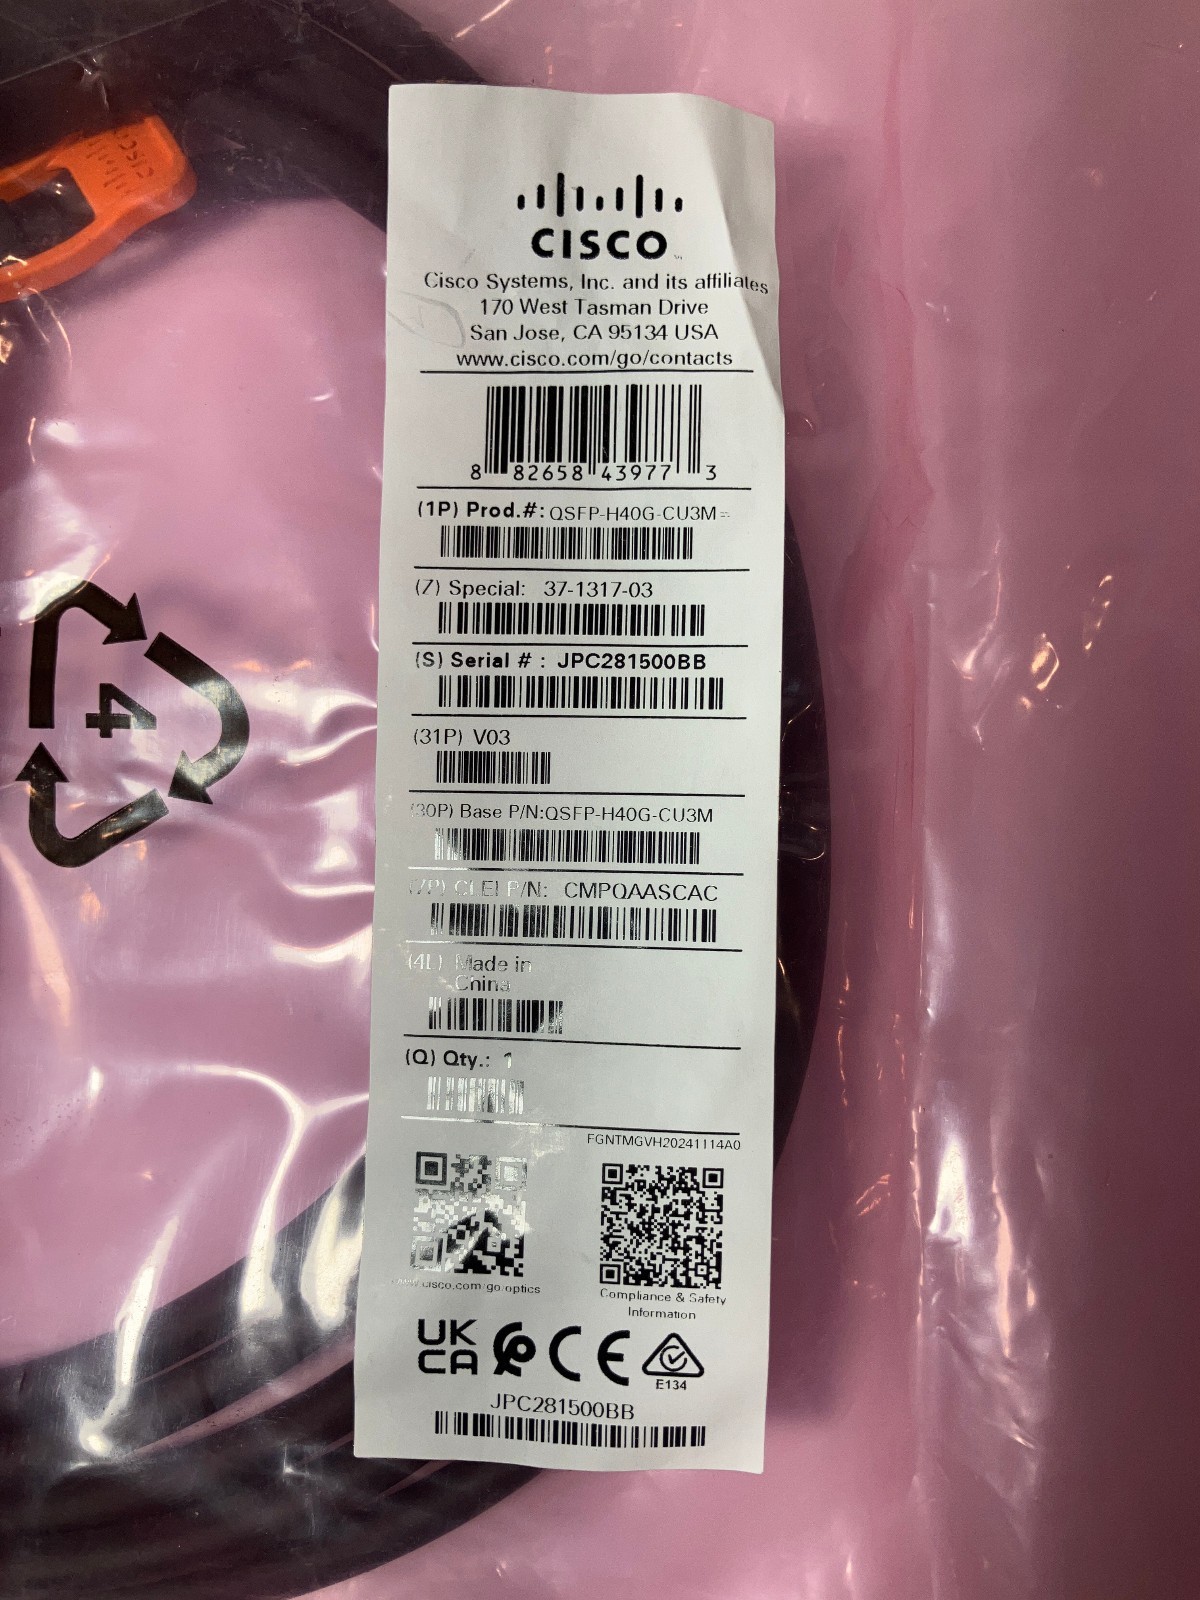 CISCO
4
CISCO
Cisco Systems, Inc. and its affiliates
170 West Tasman Drive
San Jose, CA 95134 USA
www.cisco.com/go/contacts
8 82658 43977 3
(1P) Prod.#: QSFP-H40G-CU3M=
(7) Special: 37-1317-03
(S) Serial # : JPC281500BB
(31P) V03
(30P) Base P/N:QSFP-H40G-CU3M
(7P) CLEI P/N: CMPQAASCAC
(4L) Made in
China
(Q) Qty.: 1
FGNTMGVH20241114A0
www.cisco.com/go/optics
Compliance & Safety
Information
UK
CA
CE
E134
JPC281500BB